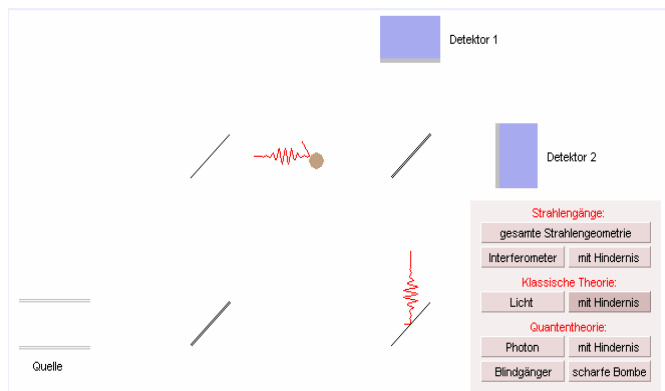 Detektor 1
Detektor 2
Strahlengänge:
gesamte Strahlengeometrie
Interferometer mit Hindernis
Klassische Theorie:
Licht mit Hindernis
Quantentheorie:
Photon mit Hindernis
Blindgänger scharfe Bombe
Quelle